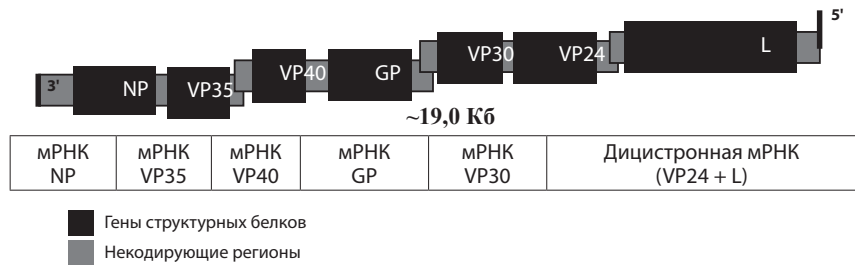 5'
3' NP VP35 VP40 GP VP30 VP24 L
~19,0 Кб
мРНК мРНК мРНК мРНК мРНК Дицистронная мРНК
NP VP35 VP40 GP VP30 (VP24 + L)
Гены структурных белков
Некодирующие регионы